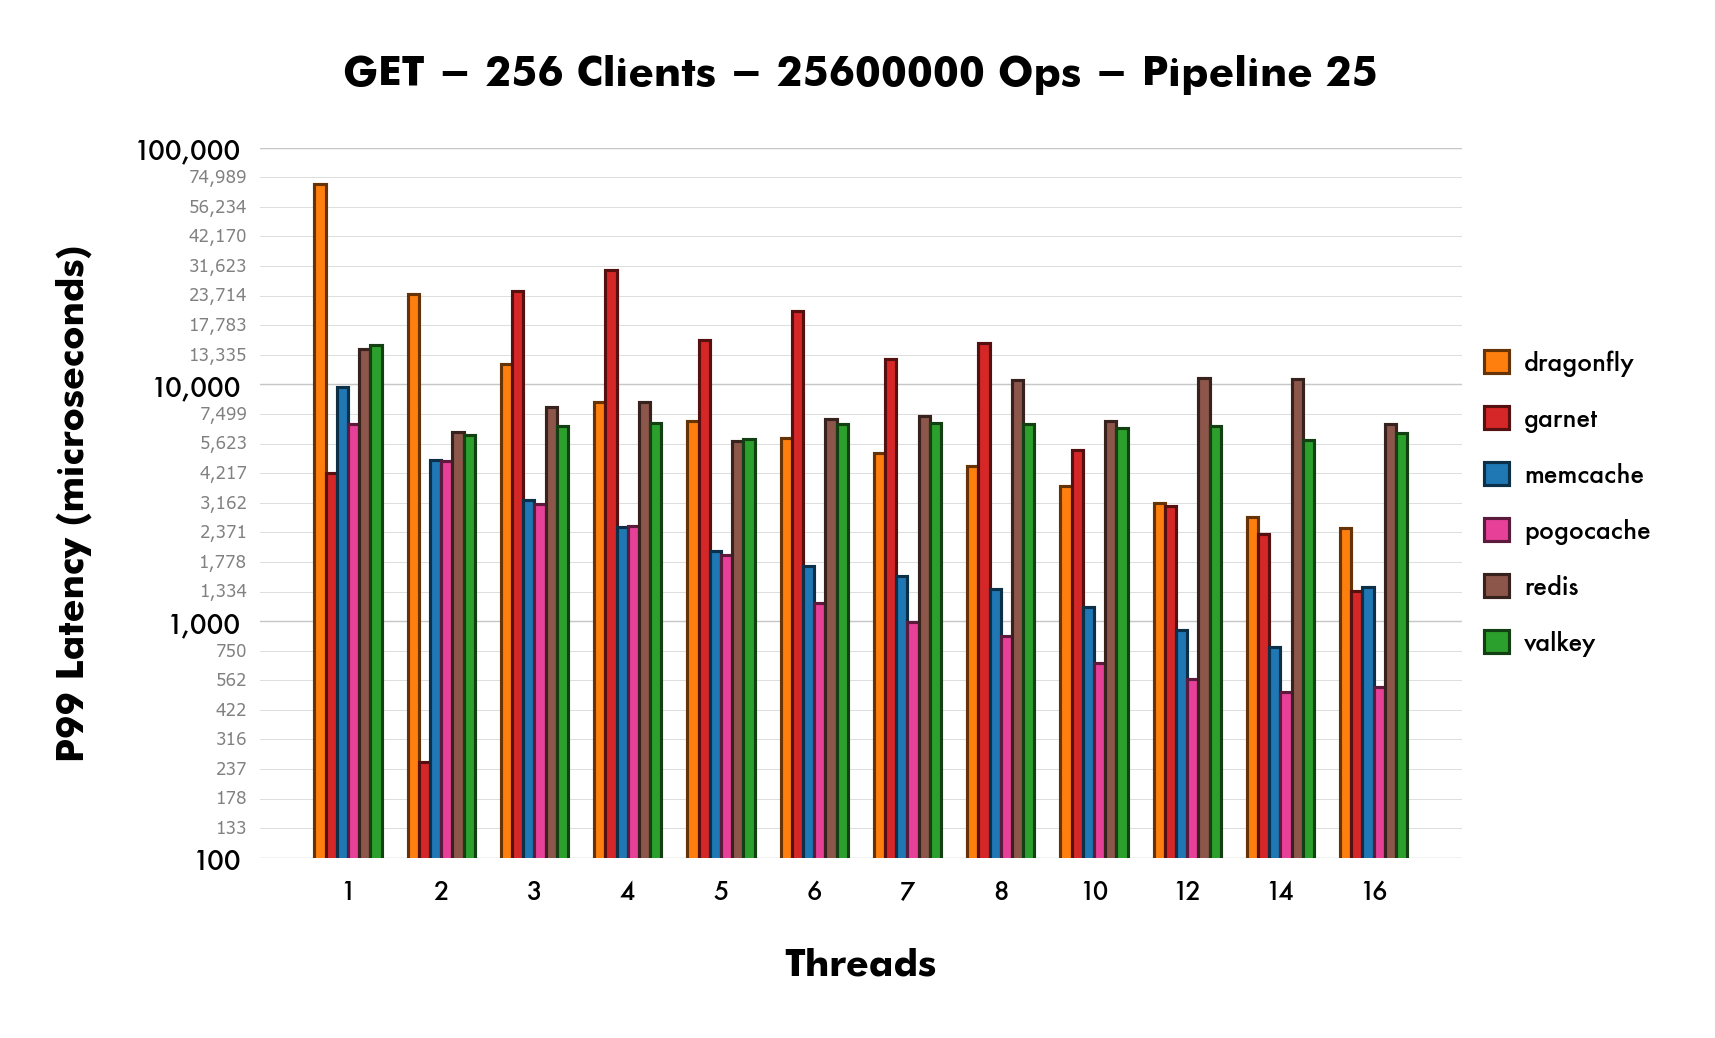 GET – 256 Clients – 25600000 Ops – Pipeline 25
P99 Latency (microseconds)
100,000
74,989
56,234
42,170
31,623
23,714
17,783
13,335
10,000
7,499
5,623
4,217
3,162
2,371
1,778
1,334
1,000
750
562
422
316
237
178
133
100
1 2 3 4 5 6 7 8 10 12 14 16
Threads
dragonfly
garnet
memcache
pogocache
redis
valkey